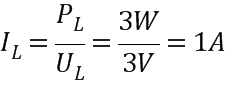 I_L = P_L / U_L = 3W / 3V = 1A